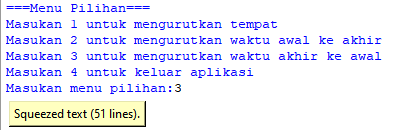 ===Menu Pilihan===
Masukan 1 untuk mengurutkan tempat
Masukan 2 untuk mengurutkan waktu awal ke akhir
Masukan 3 untuk mengurutkan waktu akhir ke awal
Masukan 4 untuk keluar aplikasi
Masukan menu pilihan:3
Squeezed text (51 lines).